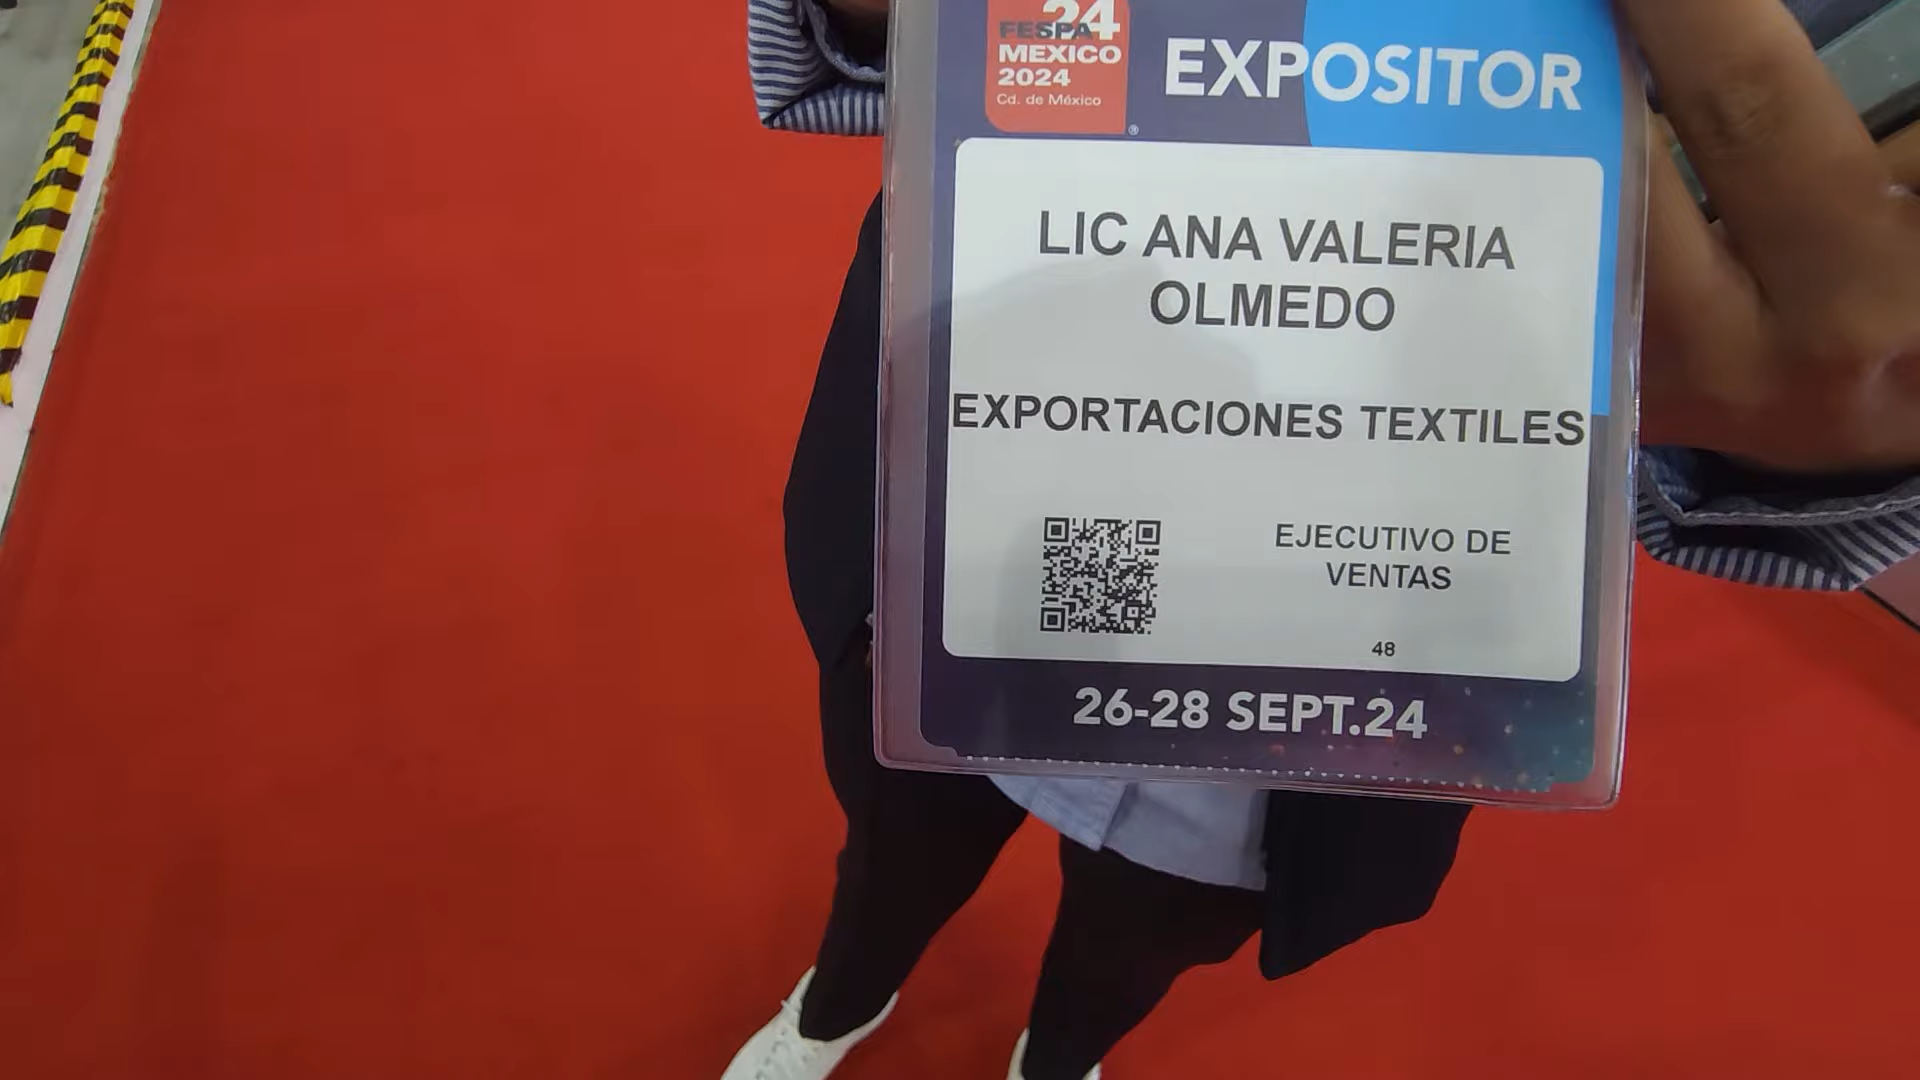 24
FESPA
MEXICO
2024
Cd. de México
®
EXPOSITOR
LIC ANA VALERIA
OLMEDO
EXPORTACIONES TEXTILES
EJECUTIVO DE
VENTAS
48
26-28 SEPT.24